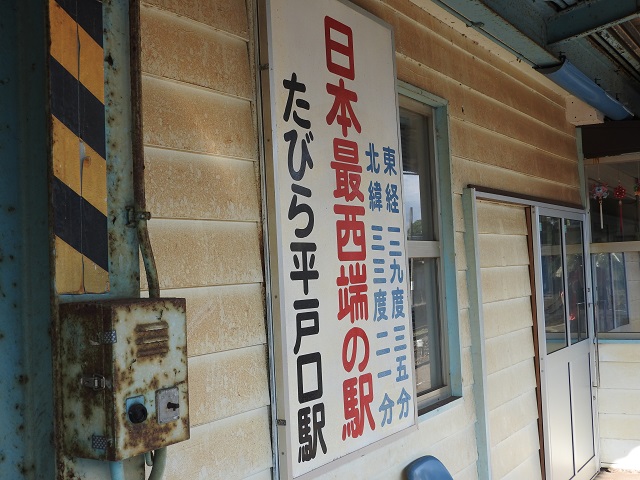 東経一二九度三五分
北緯三三度二一分
日本最西端の駅
たびら平戸口駅